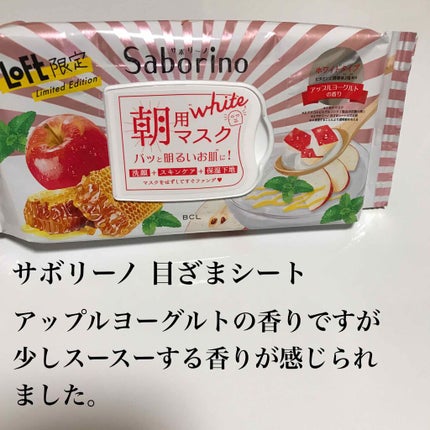 LOFT限定
Limited Edition
サボリーノ
Saborino
朝用マスク
white
パッと明るいお肌に!
洗顔+スキンケア+保湿下地
マスクをはずしてすぐファンデ♥
アップルヨーグルト
の香り
BCL
サボリーノ 目ざまシート
アップルヨーグルトの香りですが
少しスースーする香りが感じられ
ました。